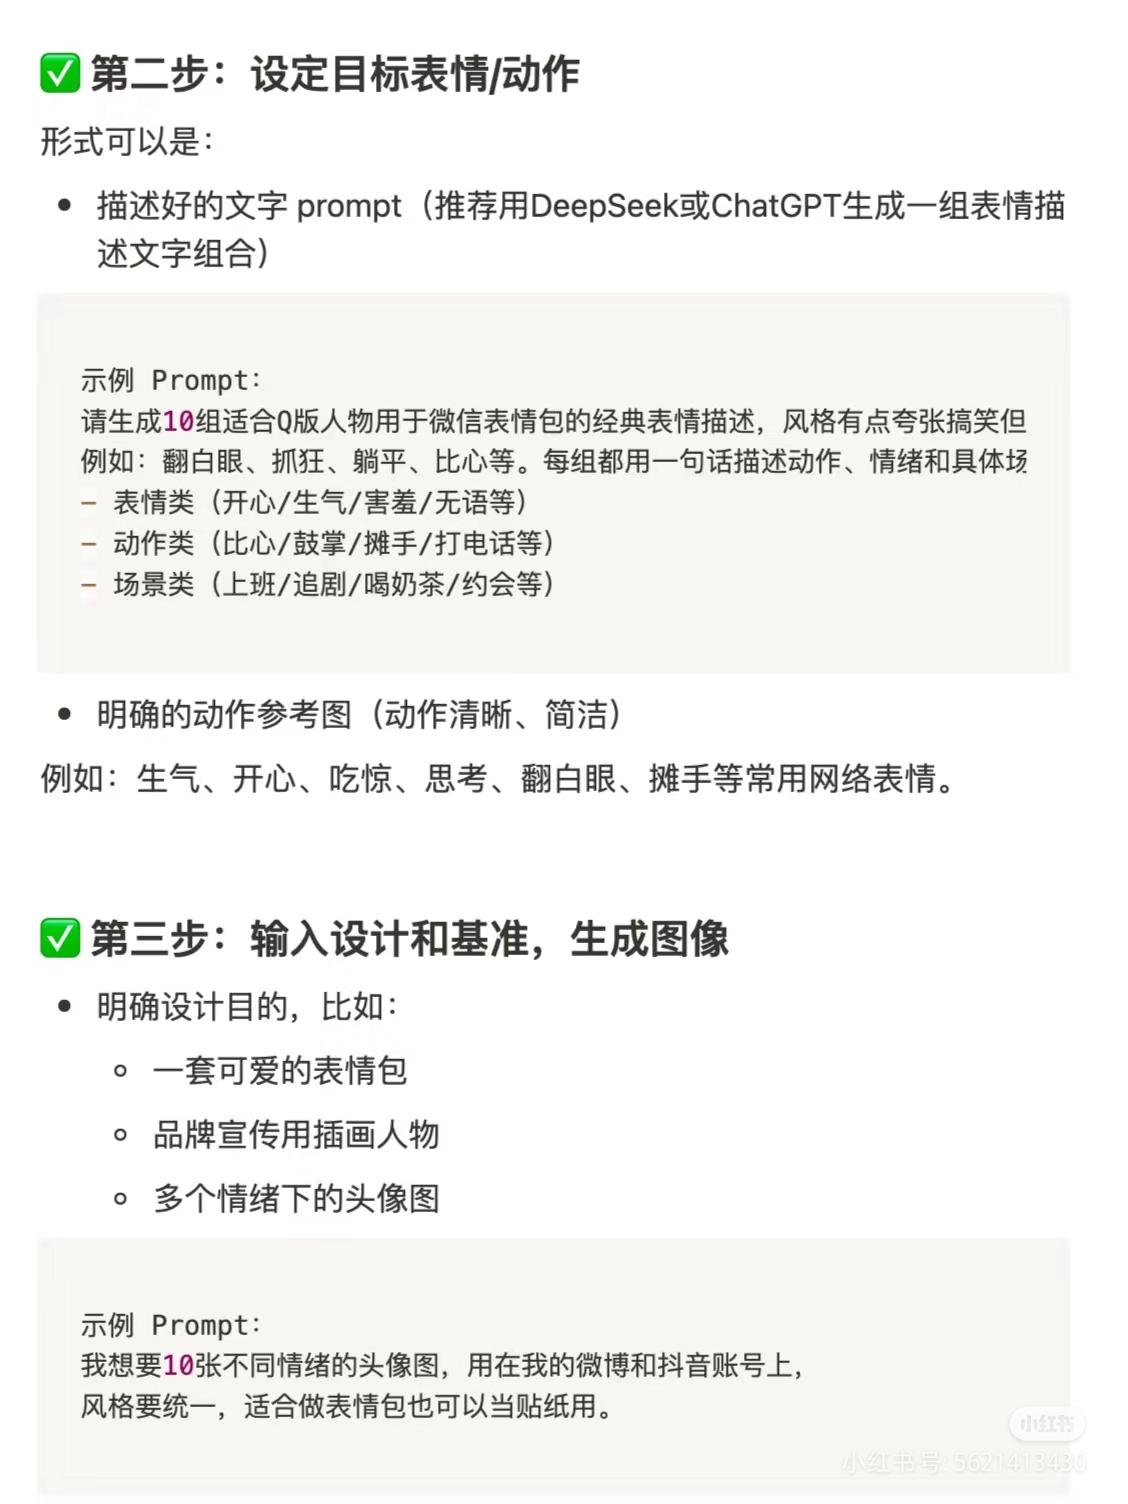 ✅ 第二步：设定目标表情/动作
形式可以是：
• 描述好的文字 prompt（推荐用DeepSeek或ChatGPT生成一组表情描
述文字组合）
示例 Prompt：
请生成10组适合Q版人物用于微信表情包的经典表情描述，风格有点夸张搞笑但
例如：翻白眼、抓狂、躺平、比心等。每组都用一句话描述动作、情绪和具体场
- 表情类（开心/生气/害羞/无语等）
- 动作类（比心/鼓掌/摊手/打电话等）
- 场景类（上班/追剧/喝奶茶/约会等）
• 明确的动作参考图（动作清晰、简洁）
例如：生气、开心、吃惊、思考、翻白眼、摊手等常用网络表情。
✅ 第三步：输入设计和基准，生成图像
• 明确设计目的，比如：
◦ 一套可爱的表情包
◦ 品牌宣传用插画人物
◦ 多个情绪下的头像图
示例 Prompt：
我想要10张不同情绪的头像图，用在我的微博和抖音账号上，
风格要统一，适合做表情包也可以当贴纸用。
小红书
小红书号: 5621413430